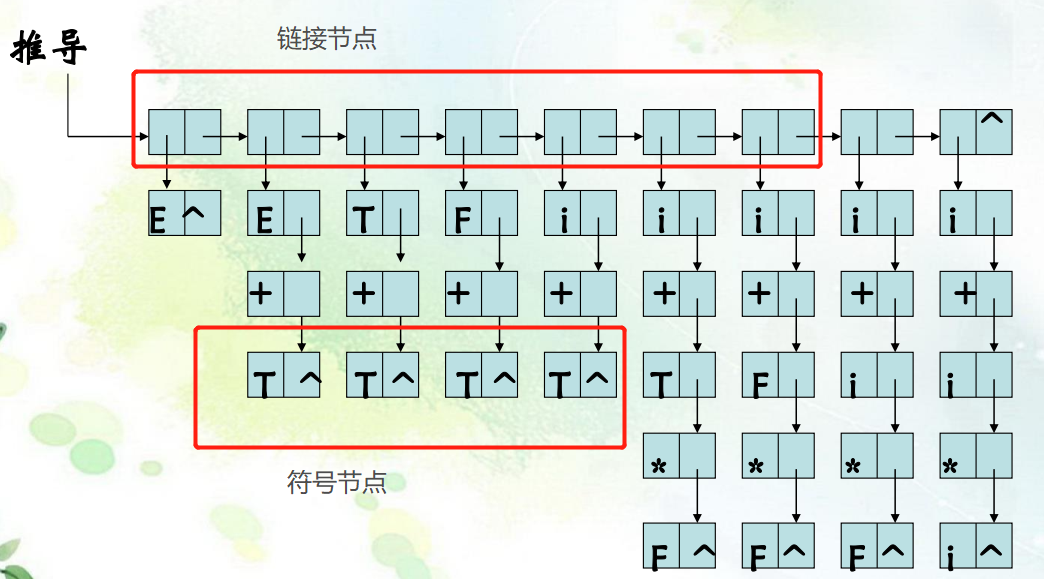 推导
链接节点
^
E ^ E T F i i i i i
+ + + + + + + +
T ^ T ^ T ^ T ^ T F i i
* * * *
符号节点
F ^ F ^ F ^ i ^